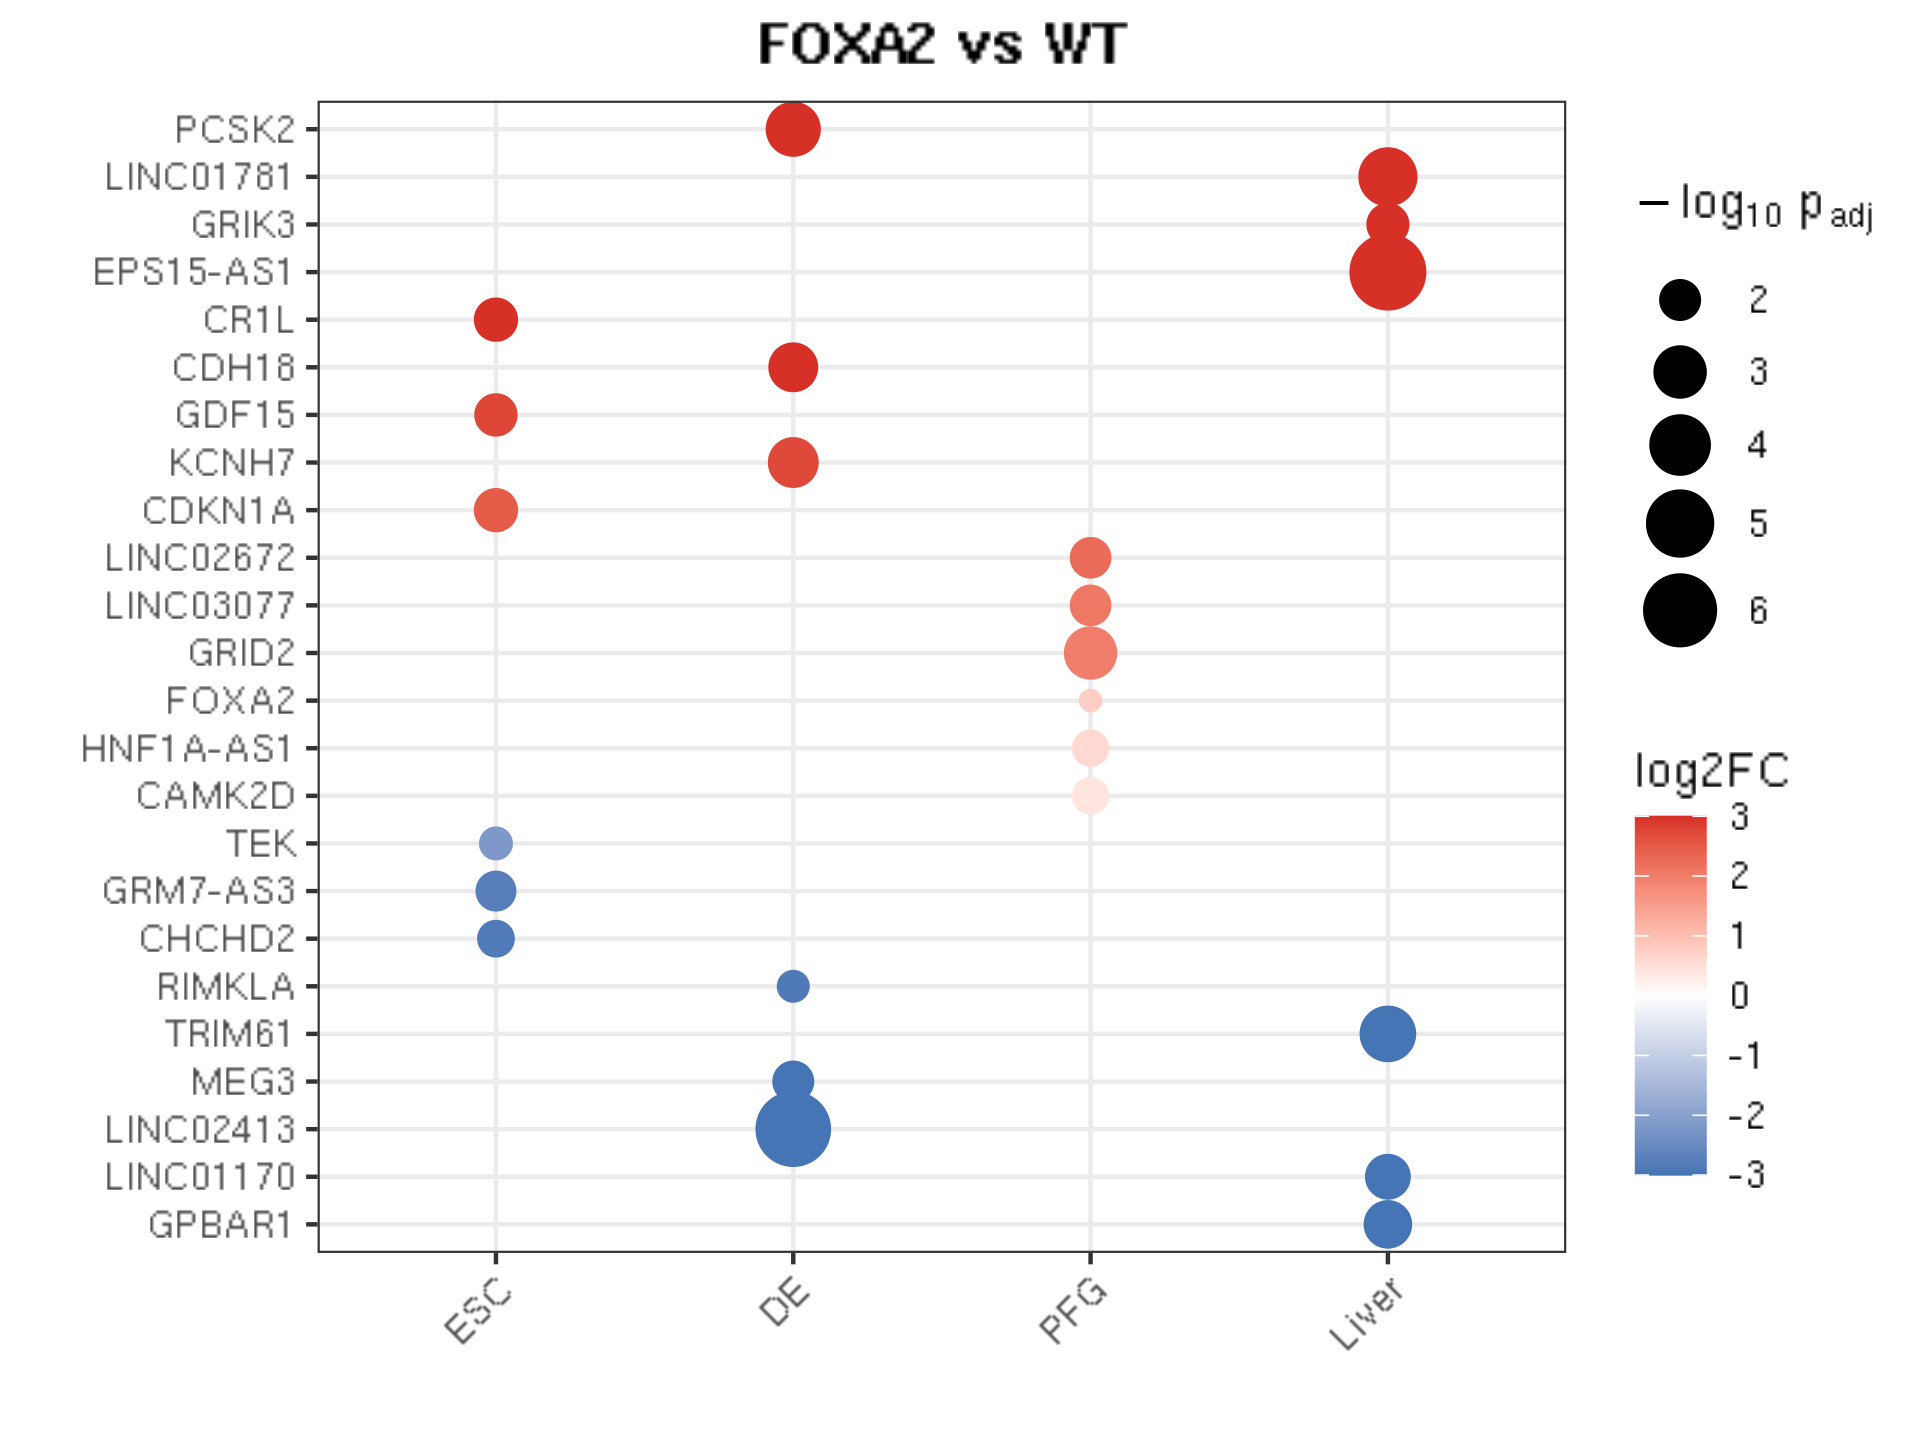 FOXA2 vs WT
PCSK2
LINC01781
GRIK3
EPS15-AS1
CR1L
CDH18
GDF15
KCNH7
CDKN1A
LINC02672
LINC03077
GRID2
FOXA2
HNF1A-AS1
CAMK2D
TEK
GRM7-AS3
CHCHD2
RIMKLA
TRIM61
MEG3
LINC02413
LINC01170
GPBAR1
ESC
DE
PFG
Liver
− log10 p adj
2
3
4
5
6
log2FC
3
2
1
0
-1
-2
-3